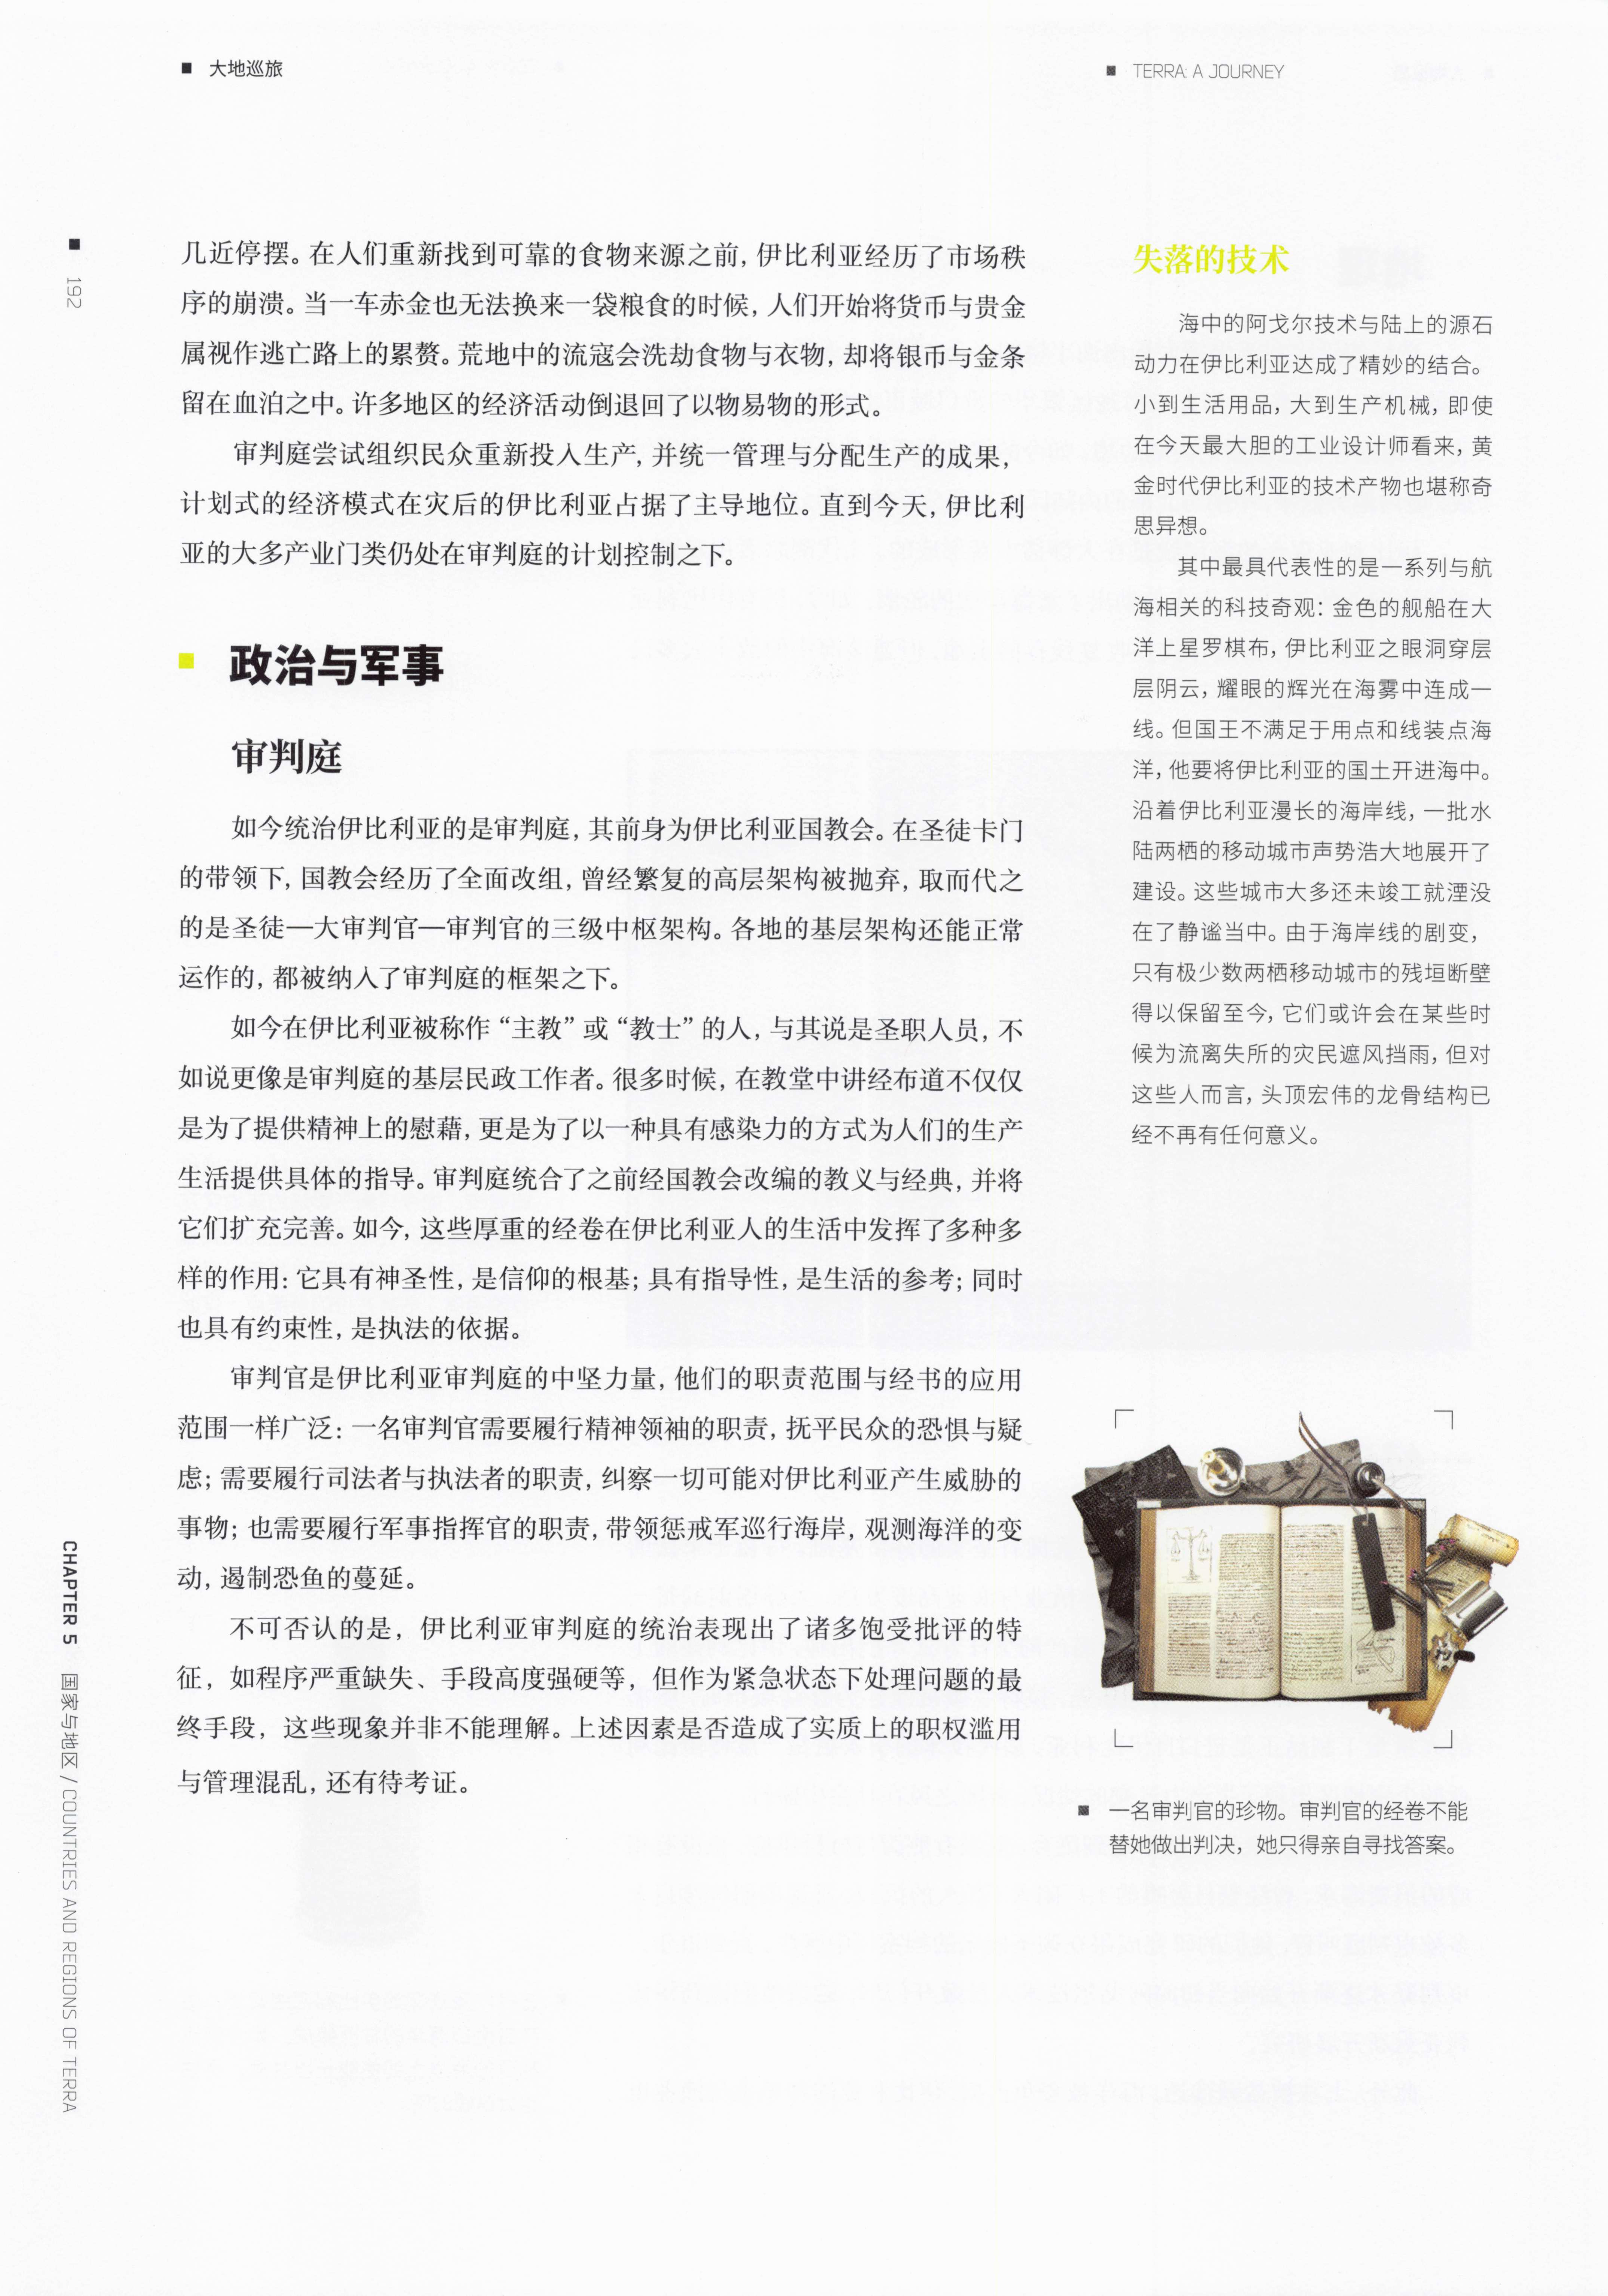 大地巡旅
TERRA: A JOURNEY
192
几近停摆。在人们重新找到可靠的食物来源之前，伊比利亚经历了市场秩
序的崩溃。当一车赤金也无法换来一袋粮食的时候，人们开始将货币与贵金
属视作逃亡路上的累赘。荒地中的流寇会洗劫食物与衣物，却将银币与金条
留在血泊之中。许多地区的经济活动倒退回了以物易物的形式。
审判庭尝试组织民众重新投入生产，并统一管理与分配生产的成果，
计划式的经济模式在灾后的伊比利亚占据了主导地位。直到今天，伊比利
亚的大多产业门类仍处在审判庭的计划控制之下。
政治与军事
审判庭
如今统治伊比利亚的是审判庭，其前身为伊比利亚国教会。在圣徒卡门
的带领下，国教会经历了全面改组，曾经繁复的高层架构被抛弃，取而代之
的是圣徒—大审判官—审判官的三级中枢架构。各地的基层架构还能正常
运作的，都被纳入了审判庭的框架之下。
如今在伊比利亚被称作“主教”或“教士”的人，与其说是圣职人员，不
如说更像是审判庭的基层民政工作者。很多时候，在教堂中讲经布道不仅仅
是为了提供精神上的慰藉，更是为了以一种具有感染力的方式为人们的生产
生活提供具体的指导。审判庭统合了之前经国教会改编的教义与经典，并将
它们扩充完善。如今，这些厚重的经卷在伊比利亚人的生活中发挥了多种多
样的作用：它具有神圣性，是信仰的根基；具有指导性，是生活的参考；同时
也具有约束性，是执法的依据。
审判官是伊比利亚审判庭的中坚力量，他们的职责范围与经书的应用
范围一样广泛：一名审判官需要履行精神领袖的职责，抚平民众的恐惧与疑
虑；需要履行司法者与执法者的职责，纠察一切可能对伊比利亚产生威胁的
事物；也需要履行军事指挥官的职责，带领惩戒军巡行海岸，观测海洋的变
动，遏制恐鱼的蔓延。
不可否认的是，伊比利亚审判庭的统治表现出了诸多饱受批评的特
征，如程序严重缺失、手段高度强硬等，但作为紧急状态下处理问题的最
终手段，这些现象并非不能理解。上述因素是否造成了实质上的职权滥用
与管理混乱，还有待考证。
失落的技术
海中的阿戈尔技术与陆上的源石
动力在伊比利亚达成了精妙的结合。
小到生活用品，大到生产机械，即使
在今天最大胆的工业设计师看来，黄
金时代伊比利亚的技术产物也堪称奇
思异想。
其中最具代表性的是一系列与航
海相关的科技奇观：金色的舰船在大
洋上星罗棋布，伊比利亚之眼洞穿层
层阴云，耀眼的辉光在海雾中连成一
线。但国王不满足于用点和线装点海
洋，他要将伊比利亚的国土开进海中。
沿着伊比利亚漫长的海岸线，一批水
陆两栖的移动城市声势浩大地展开了
建设。这些城市大多还未竣工就湮没
在了静谧当中。由于海岸线的剧变，
只有极少数两栖移动城市的残垣断壁
得以保留至今，它们或许会在某些时
候为流离失所的灾民遮风挡雨，但对
这些人而言，头顶宏伟的龙骨结构已
经不再有任何意义。
一名审判官的珍物。审判官的经卷不能
替她做出判决，她只得亲自寻找答案。
CHAPTER 5 国家与地区 / COUNTRIES AND REGIONS OF TERRA